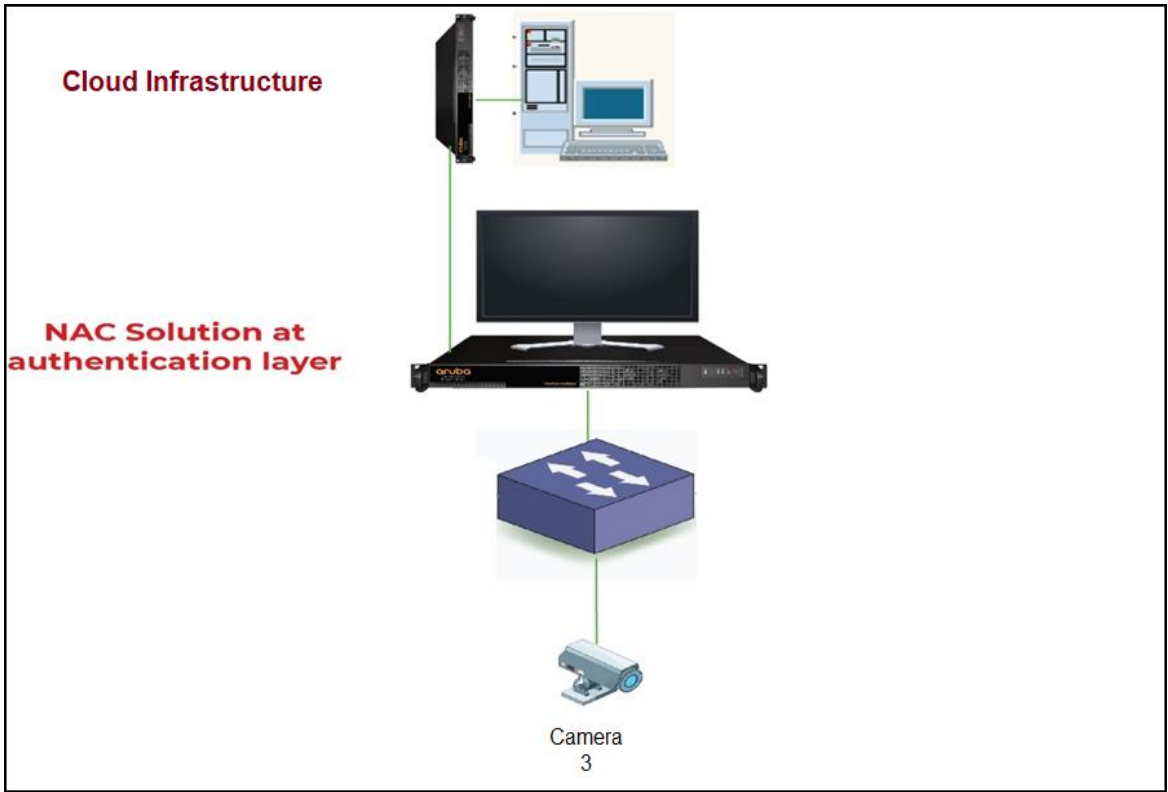 Cloud Infrastructure
NAC Solution at
authentication layer
aruba
Camera
3